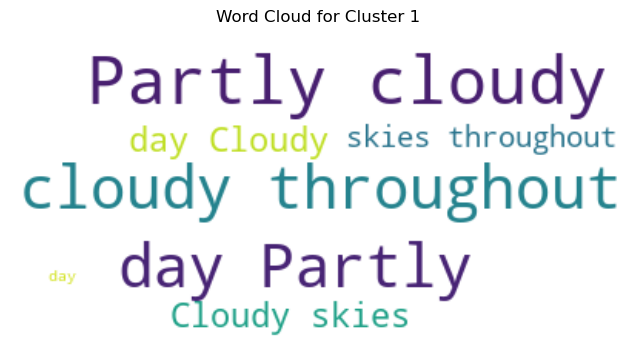 Word Cloud for Cluster 1
Partly cloudy
day Cloudy skies throughout
cloudy throughout
day Partly
day
Cloudy skies